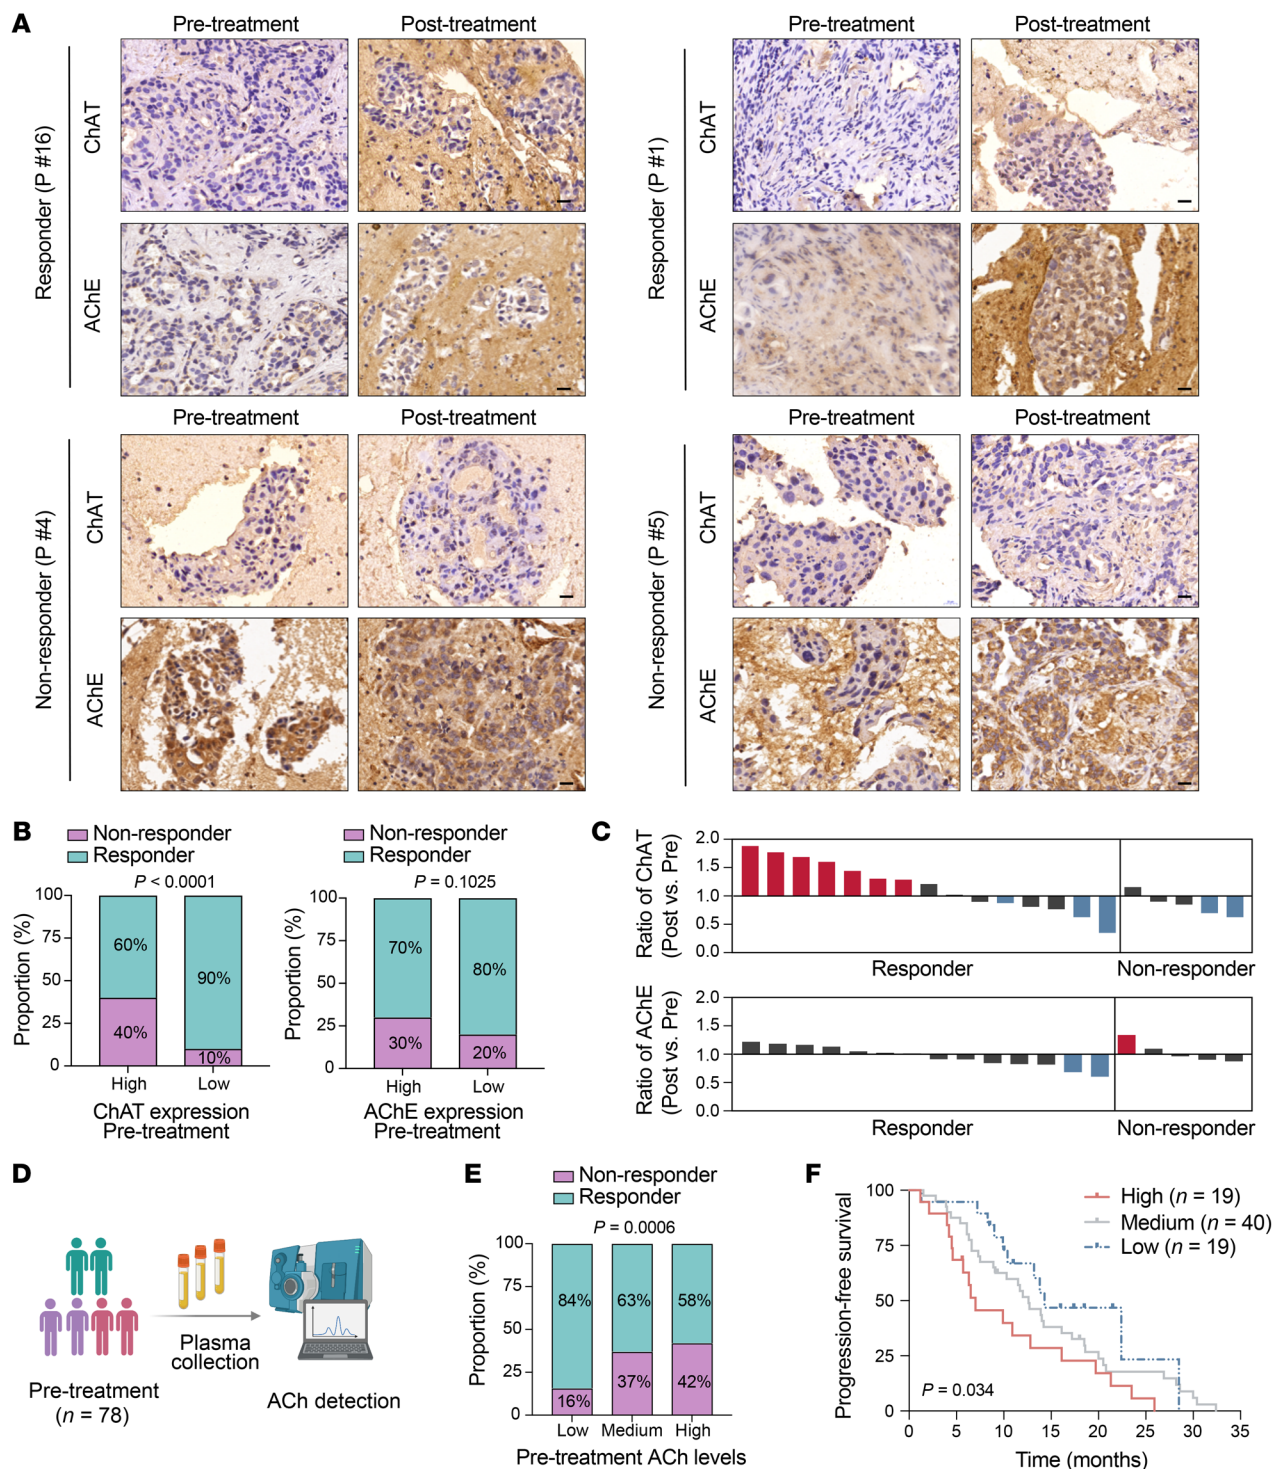 A
Pre-treatment
Post-treatment
Pre-treatment
Post-treatment
Responder (P #16)
ChAT
AChE
Responder (P #1)
ChAT
AChE
Pre-treatment
Post-treatment
Pre-treatment
Post-treatment
Non-responder (P #4)
ChAT
AChE
Non-responder (P #5)
ChAT
AChE
B
Non-responder
Responder
P < 0.0001
Proportion (%)
100
75
50
25
0
60%
40%
90%
10%
High
Low
ChAT expression
Pre-treatment
Non-responder
Responder
P = 0.1025
Proportion (%)
100
75
50
25
0
70%
30%
80%
20%
High
Low
AChE expression
Pre-treatment
C
Ratio of ChAT
(Post vs. Pre)
2.0
1.5
1.0
0.5
0.0
Responder
Non-responder
Ratio of AChE
(Post vs. Pre)
2.0
1.5
1.0
0.5
0.0
Responder
Non-responder
D
Plasma
collection
Pre-treatment
(n = 78)
ACh detection
E
Non-responder
Responder
P = 0.0006
Proportion (%)
100
75
50
25
0
84%
16%
63%
37%
58%
42%
Low
Medium
High
Pre-treatment ACh levels
F
Progression-free survival
100
75
50
25
0
High (n = 19)
Medium (n = 40)
Low (n = 19)
P = 0.034
0
5
10
15
20
25
30
35
Time (months)